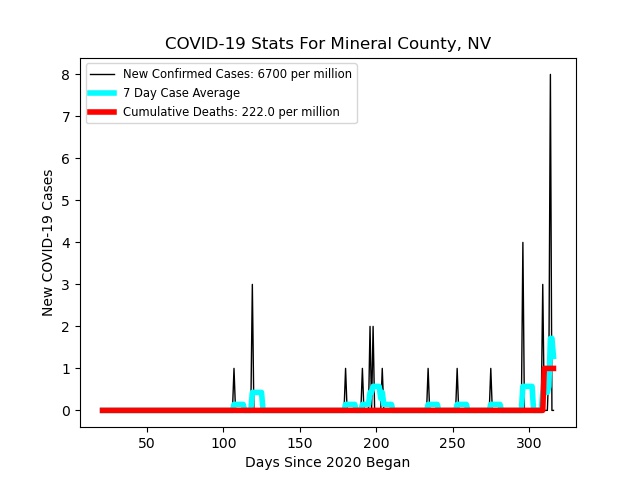 COVID-19 Stats For Mineral County, NV
New Confirmed Cases: 6700 per million
7 Day Case Average
Cumulative Deaths: 222.0 per million
New COVID-19 Cases
8
7
6
5
4
3
2
1
0
50 100 150 200 250 300
Days Since 2020 Began